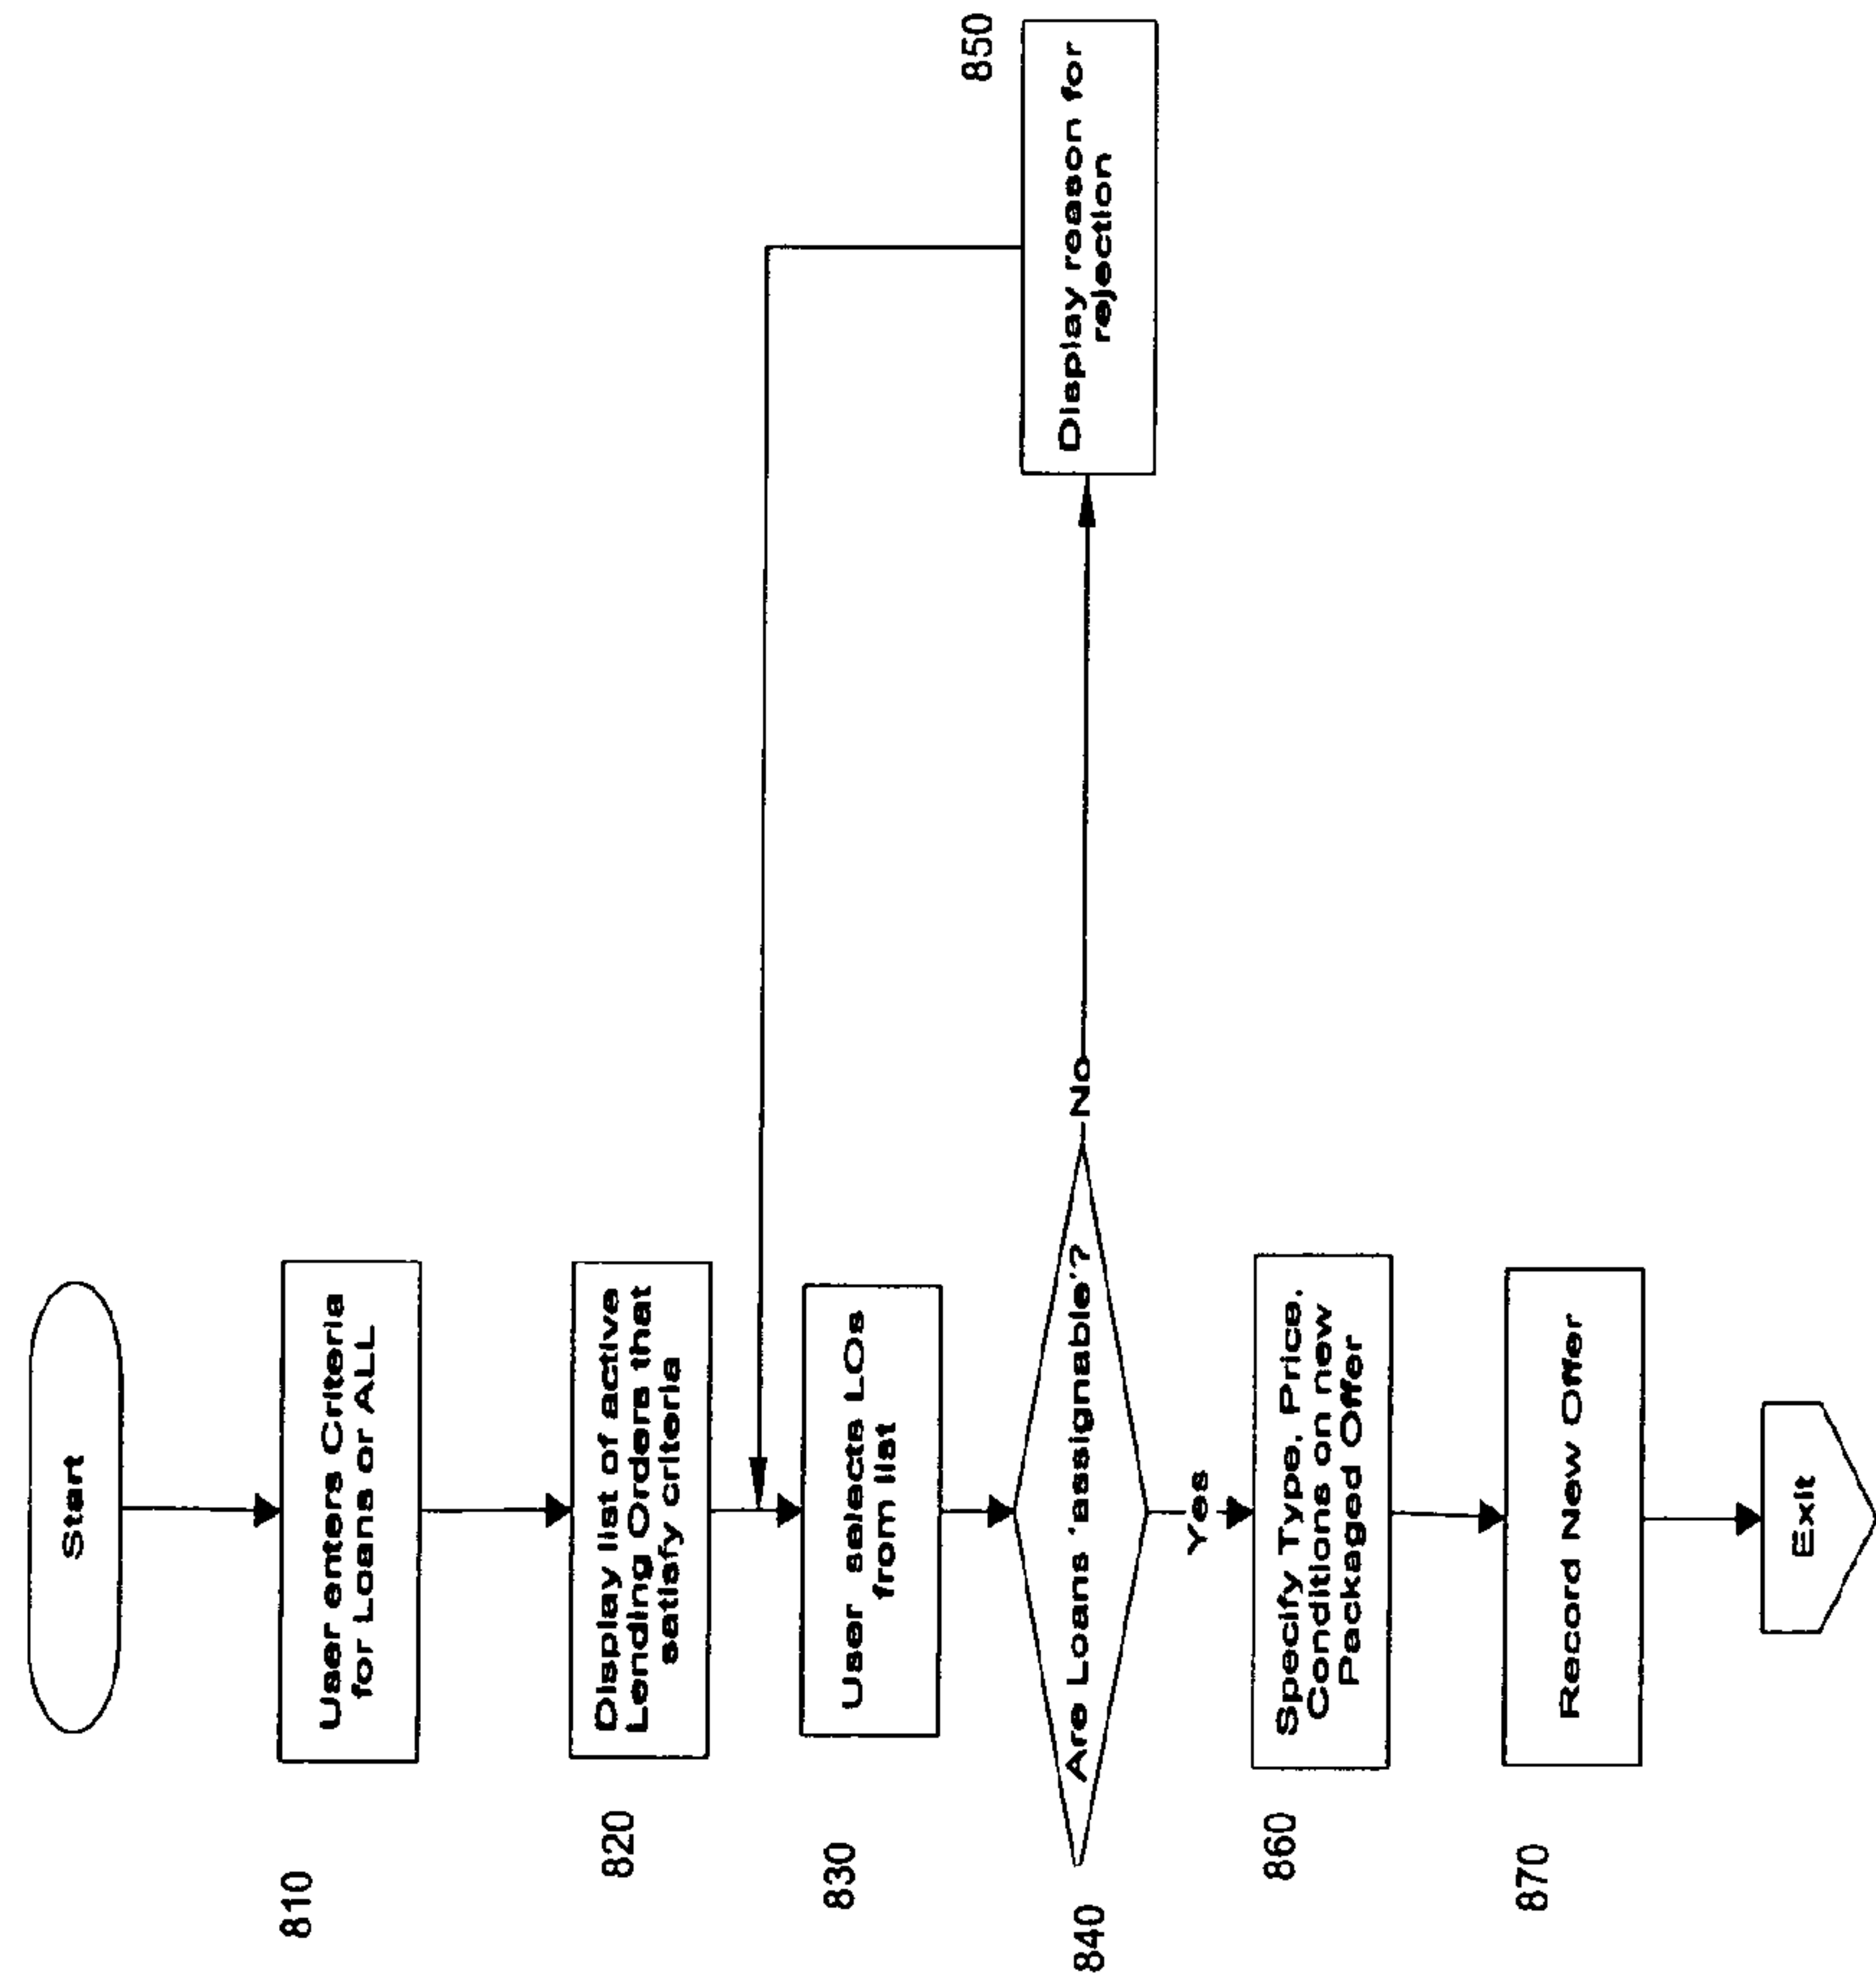 Start
810
User enters Criteria
for Loans or ALL
820
Display list of active
Lending Orders that
satisfy criteria
830
User selects LOs
from list
840
Are Loans 'assignable'?
No
850
Display reason for
rejection
Yes
860
Specify Type, Price,
Conditions on new
Packaged Offer
870
Record New Offer
Exit